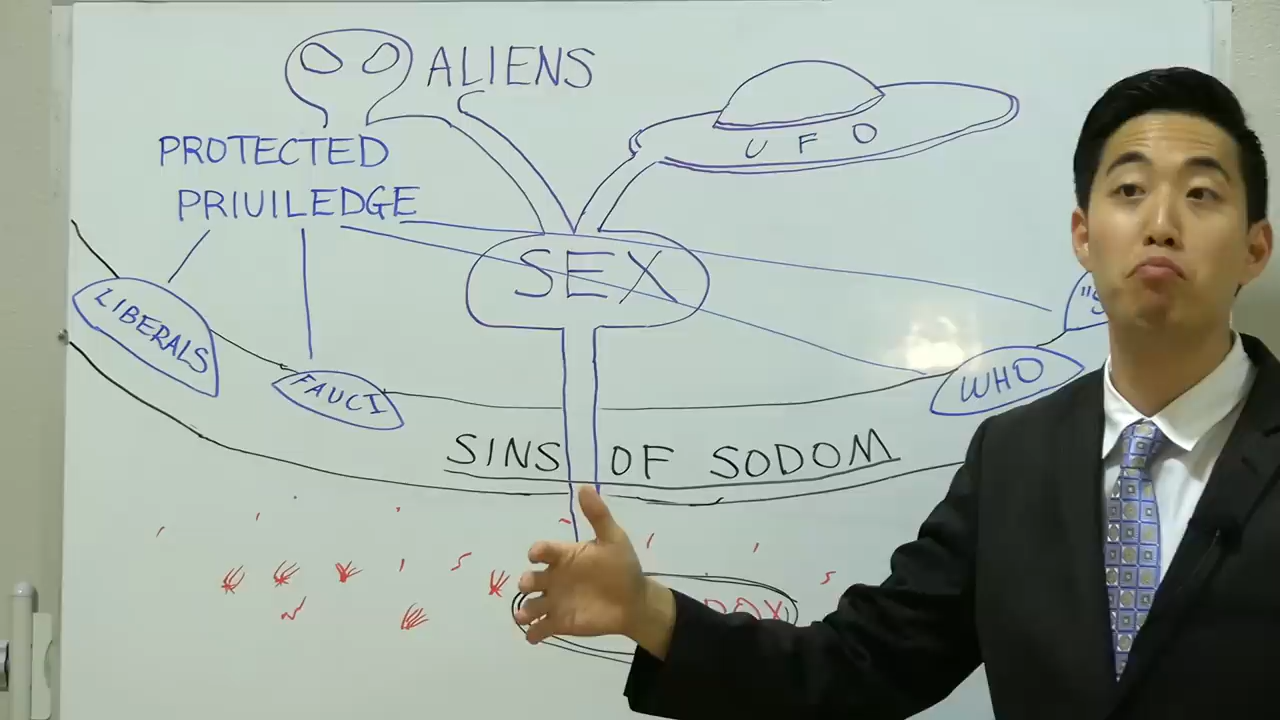 ALIENS
UFO
PROTECTED
PRIUILEDGE
SEX
LIBERALS
FAUCI
WHO
SINS OF SODOM